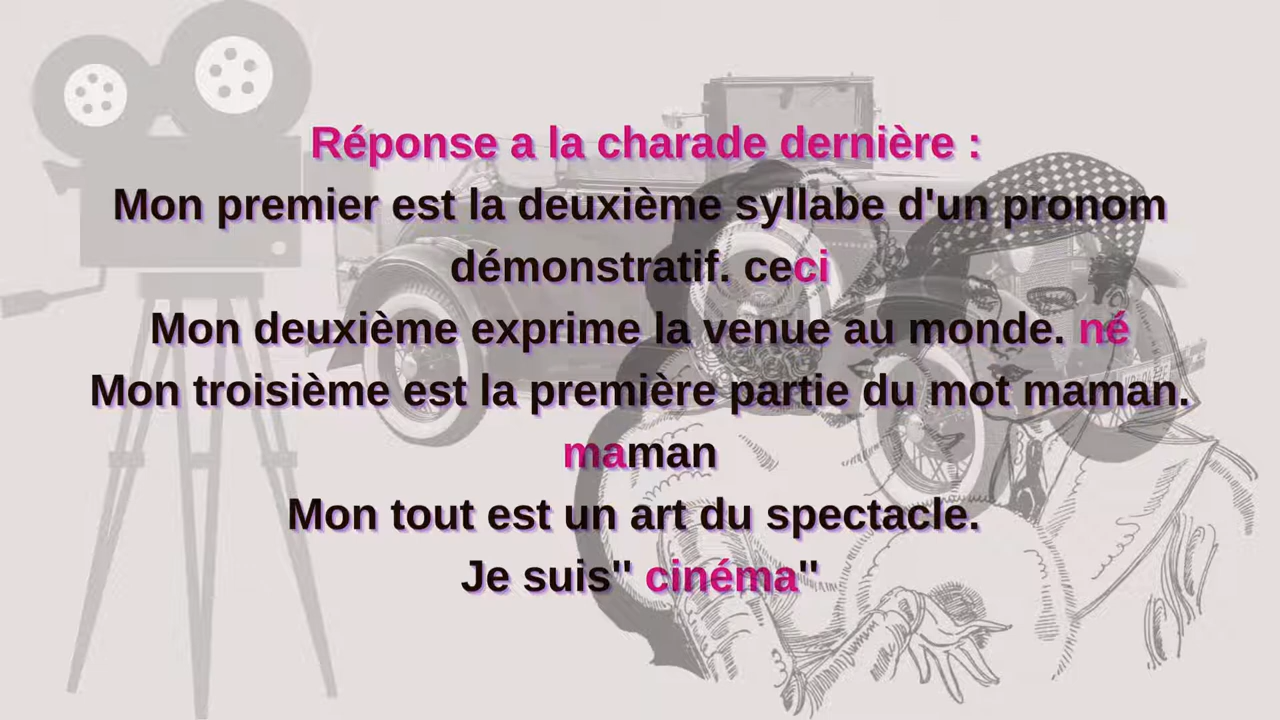 Réponse a la charade dernière :
Mon premier est la deuxième syllabe d'un pronom
démonstratif. ceci
Mon deuxième exprime la venue au monde. né
Mon troisième est la première partie du mot maman.
maman
Mon tout est un art du spectacle.
Je suis" cinéma"